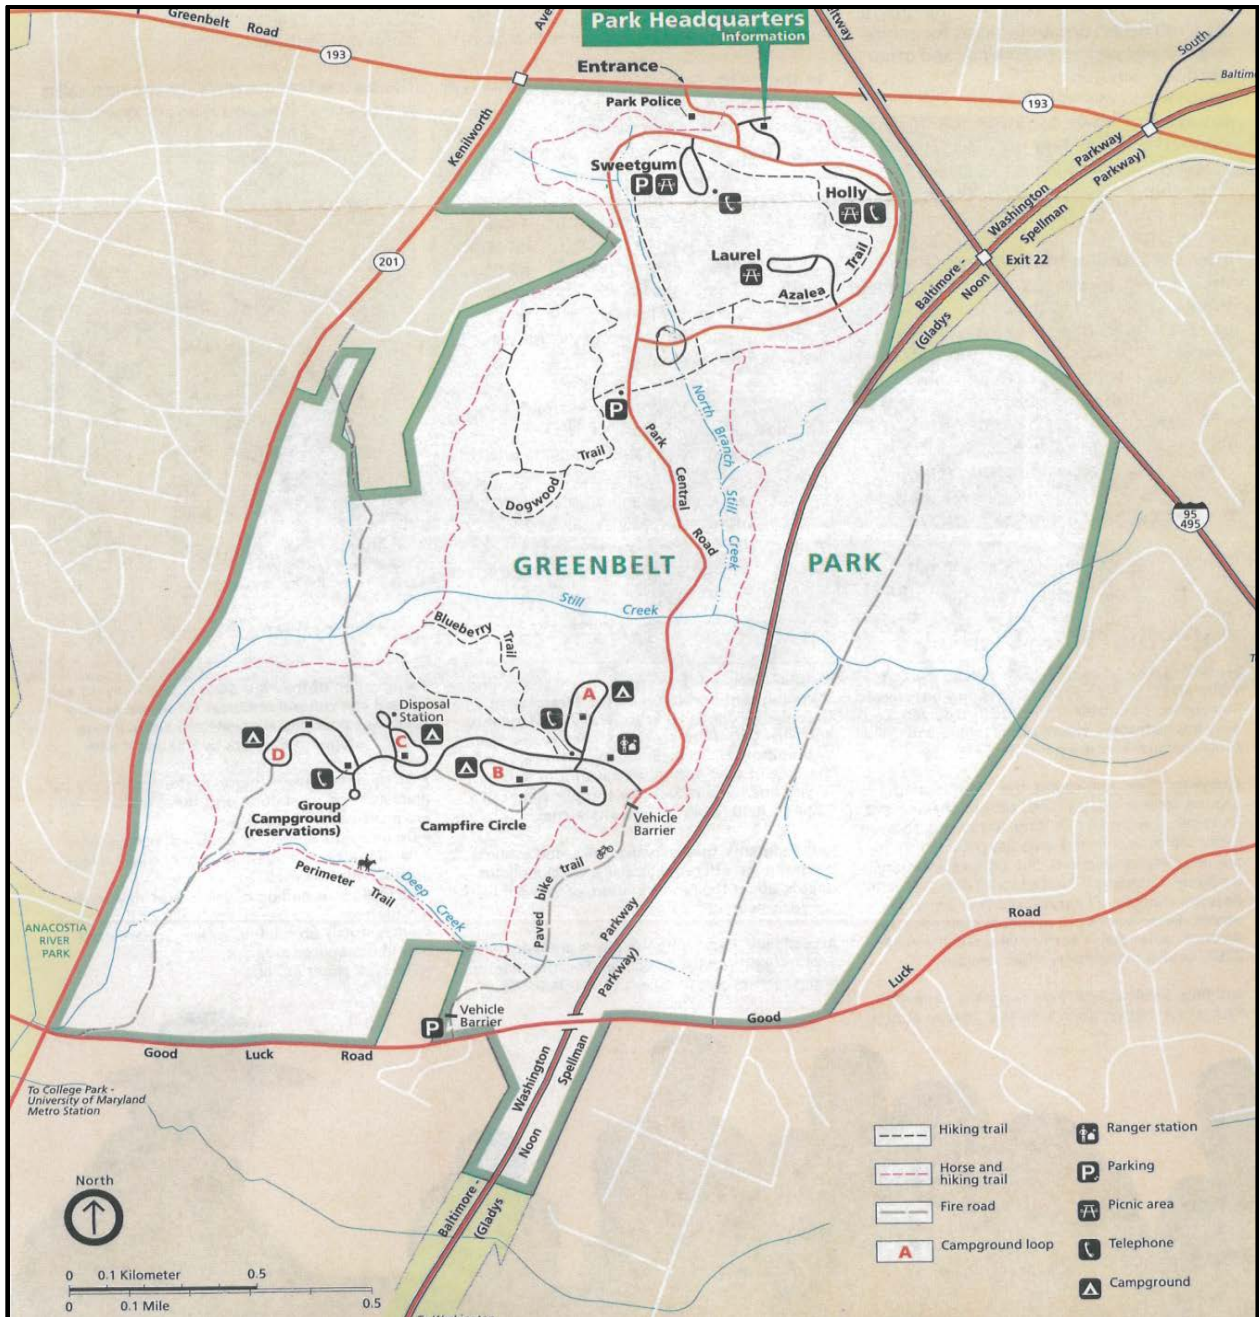 Greenbelt Road
193
Kenilworth
Ave
Park Headquarters
Information
Entrance
Park Police
South
193
Sweetgum
P
Holly
Laurel
Azalea
Trail
Baltimore - Washington Parkway
(Gladys Noon Spellman Parkway)
Exit 22
201
P
Dogwood
Trail
Park
Central
Road
North Branch Still Creek
95
495
GREENBELT PARK
Still Creek
Blueberry
Trail
A
Disposal
Station
C
D
B
Group
Campground
(reservations)
Campfire Circle
Vehicle
Barrier
Perimeter
Trail
Deep
Creek
Paved bike trail
Parkway
Parkway)
ANACOSTIA
RIVER
PARK
Road
Luck
Good
P
Vehicle
Barrier
Good Luck Road
Washington
Spellman
Noon
Baltimore -
(Gladys
To College Park -
University of Maryland
Metro Station
North
0 0.1 Kilometer 0.5
0 0.1 Mile 0.5
Hiking trail
Horse and
hiking trail
Fire road
A Campground loop
Ranger station
P Parking
Picnic area
Telephone
Campground